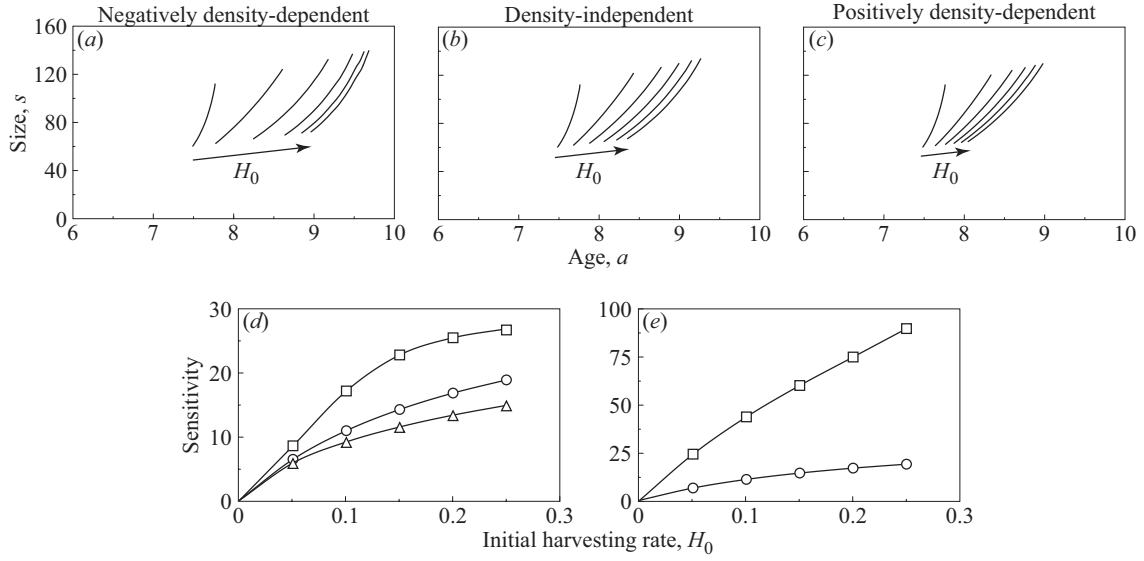 Negatively density-dependent
Density-independent
Positively density-dependent
160
120
80
40
0
Size, s
(a)
H0
6 7 8 9 10
(b)
H0
6 7 8 9 10
(c)
H0
6 7 8 9 10
Age, a
30
20
10
0
Sensitivity
(d)
0 0.1 0.2 0.3
100
75
50
25
0
(e)
0 0.1 0.2 0.3
Initial harvesting rate, H0